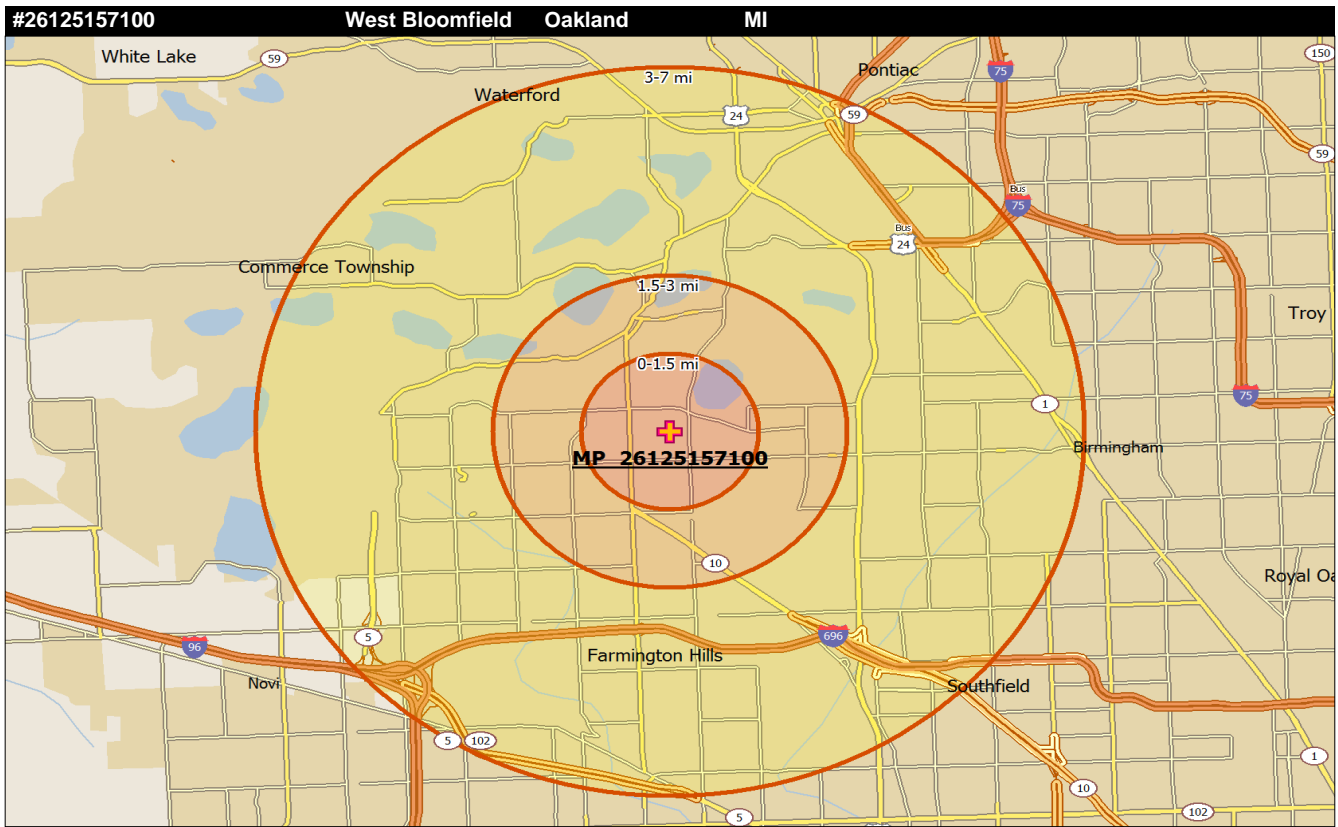 #26125157100 West Bloomfield Oakland MI
White Lake
59
3-7 mi
Pontiac
75
150
Waterford
24
59
59
Bus
75
Bus
24
Commerce Township
1.5-3 mi
Troy
0-1.5 mi
75
1
MP 26125157100
Birmingham
10
Royal Oa
5
696
96
Farmington Hills
Novi
Southfield
5
102
1
10
102
5